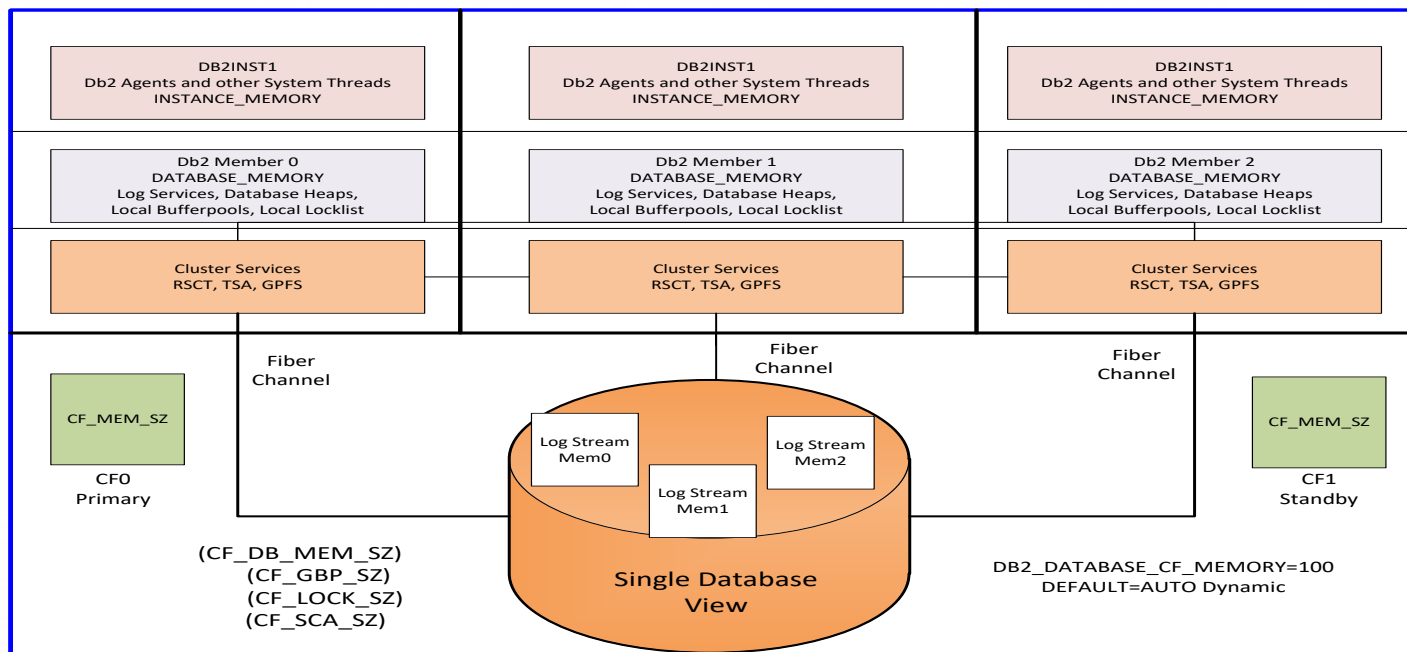 DB2INST1
Db2 Agents and other System Threads
INSTANCE_MEMORY
DB2INST1
Db2 Agents and other System Threads
INSTANCE_MEMORY
DB2INST1
Db2 Agents and other System Threads
INSTANCE_MEMORY
Db2 Member 0
DATABASE_MEMORY
Log Services, Database Heaps,
Local Bufferpools, Local Locklist
Db2 Member 1
DATABASE_MEMORY
Log Services, Database Heaps,
Local Bufferpools, Local Locklist
Db2 Member 2
DATABASE_MEMORY
Log Services, Database Heaps
Local Bufferpools, Local Locklist
Cluster Services
RSCT, TSA, GPFS
Cluster Services
RSCT, TSA, GPFS
Cluster Services
RSCT, TSA, GPFS
Fiber
Channel
Fiber
Channel
Fiber
Channel
CF_MEM_SZ
CF0
Primary
Log Stream
Mem0
Log Stream
Mem1
Log Stream
Mem2
CF_MEM_SZ
CF1
Standby
(CF_DB_MEM_SZ)
(CF_GBP_SZ)
(CF_LOCK_SZ)
(CF_SCA_SZ)
Single Database
View
DB2_DATABASE_CF_MEMORY=100
DEFAULT=AUTO Dynamic